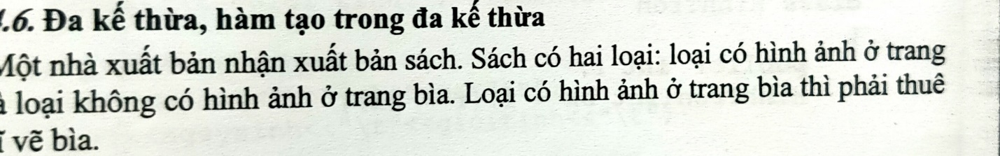 .6. Đa kế thừa, hàm tạo trong đa kế thừa
Một nhà xuất bản nhận xuất bản sách. Sách có hai loại: loại có hình ảnh ở trang
loại không có hình ảnh ở trang bìa. Loại có hình ảnh ở trang bìa thì phải thuê
vẽ bìa.